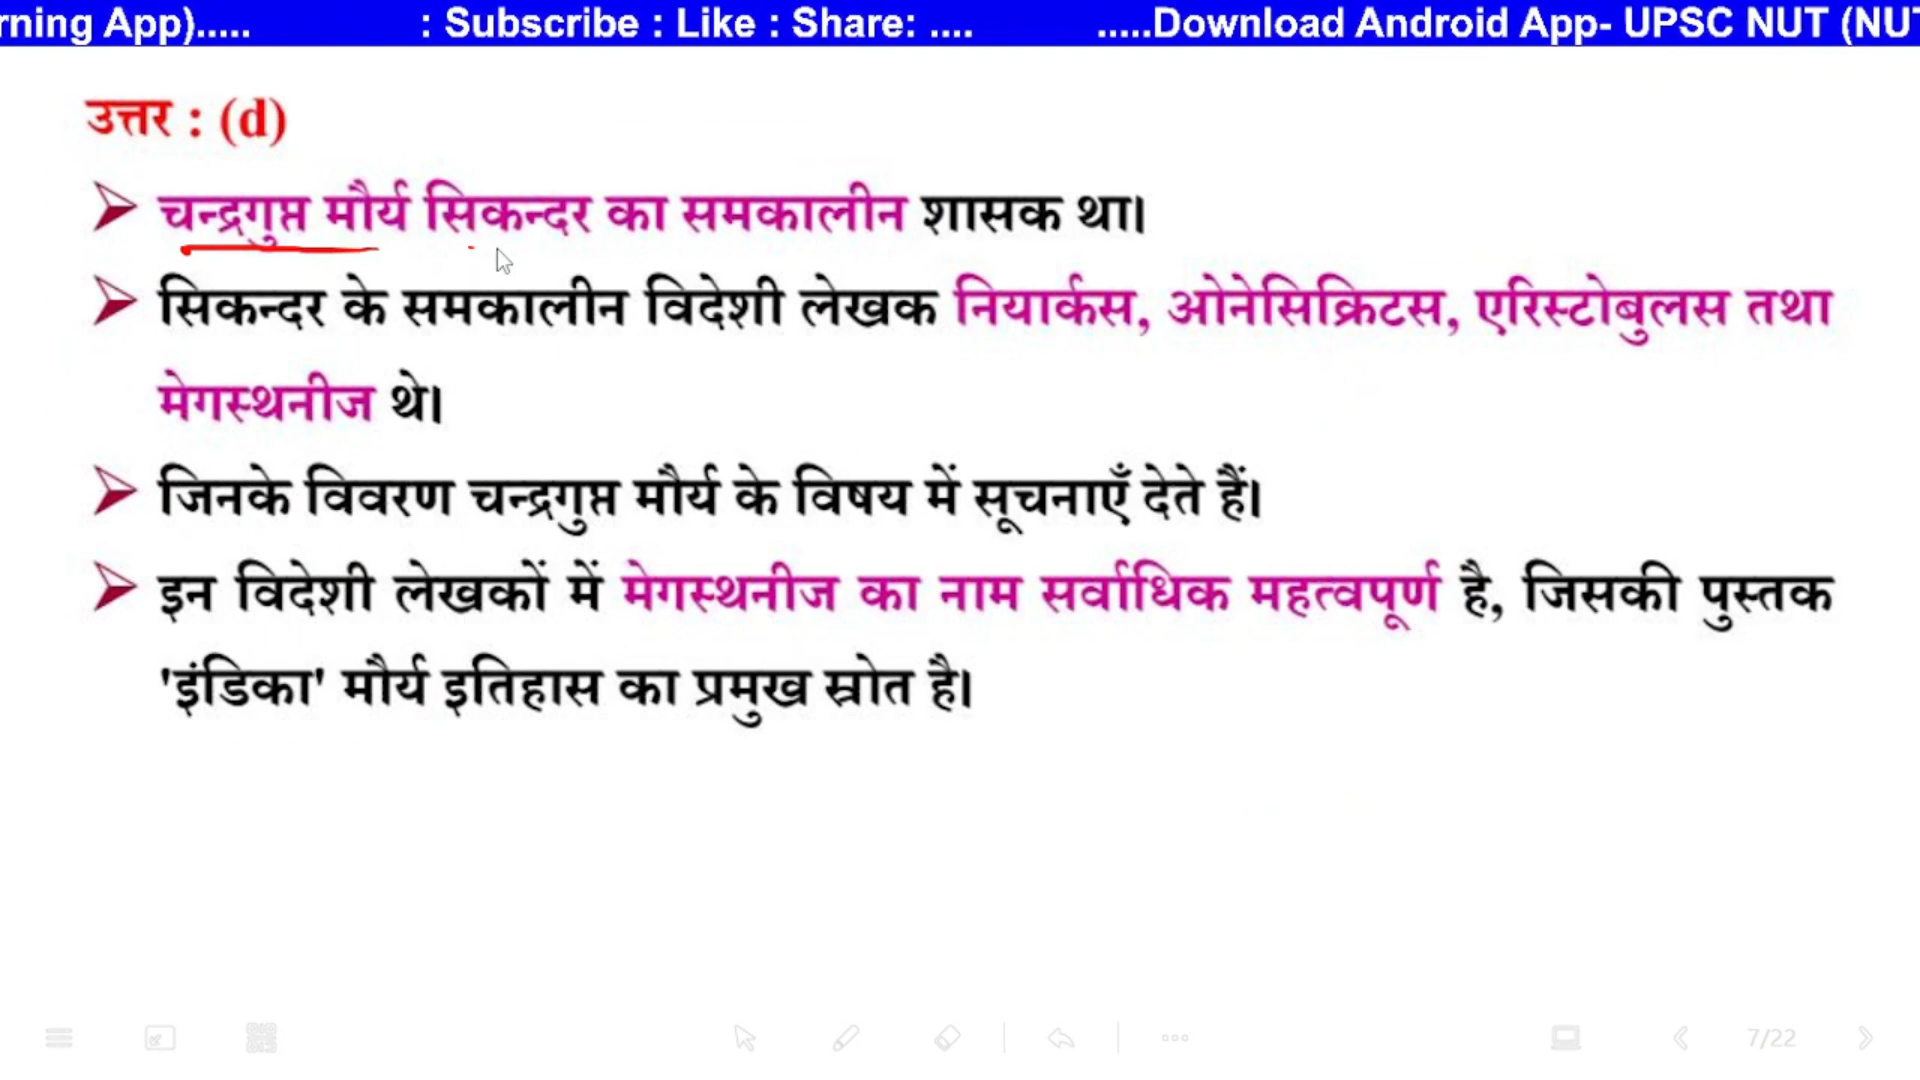 rning App)..... : Subscribe : Like : Share: .... .....Download Android App- UPSC NUT (NUT
उत्तर : (d)
चन्द्रगुप्त मौर्य सिकन्दर का समकालीन शासक था।
सिकन्दर के समकालीन विदेशी लेखक नियार्कस, ओनेसिक्रिटस, एरिस्टोबुलस तथा
मेगस्थनीज थे।
जिनके विवरण चन्द्रगुप्त मौर्य के विषय में सूचनाएँ देते हैं।
इन विदेशी लेखकों में मेगस्थनीज का नाम सर्वाधिक महत्वपूर्ण है, जिसकी पुस्तक
'इंडिका' मौर्य इतिहास का प्रमुख स्रोत है।
7/22